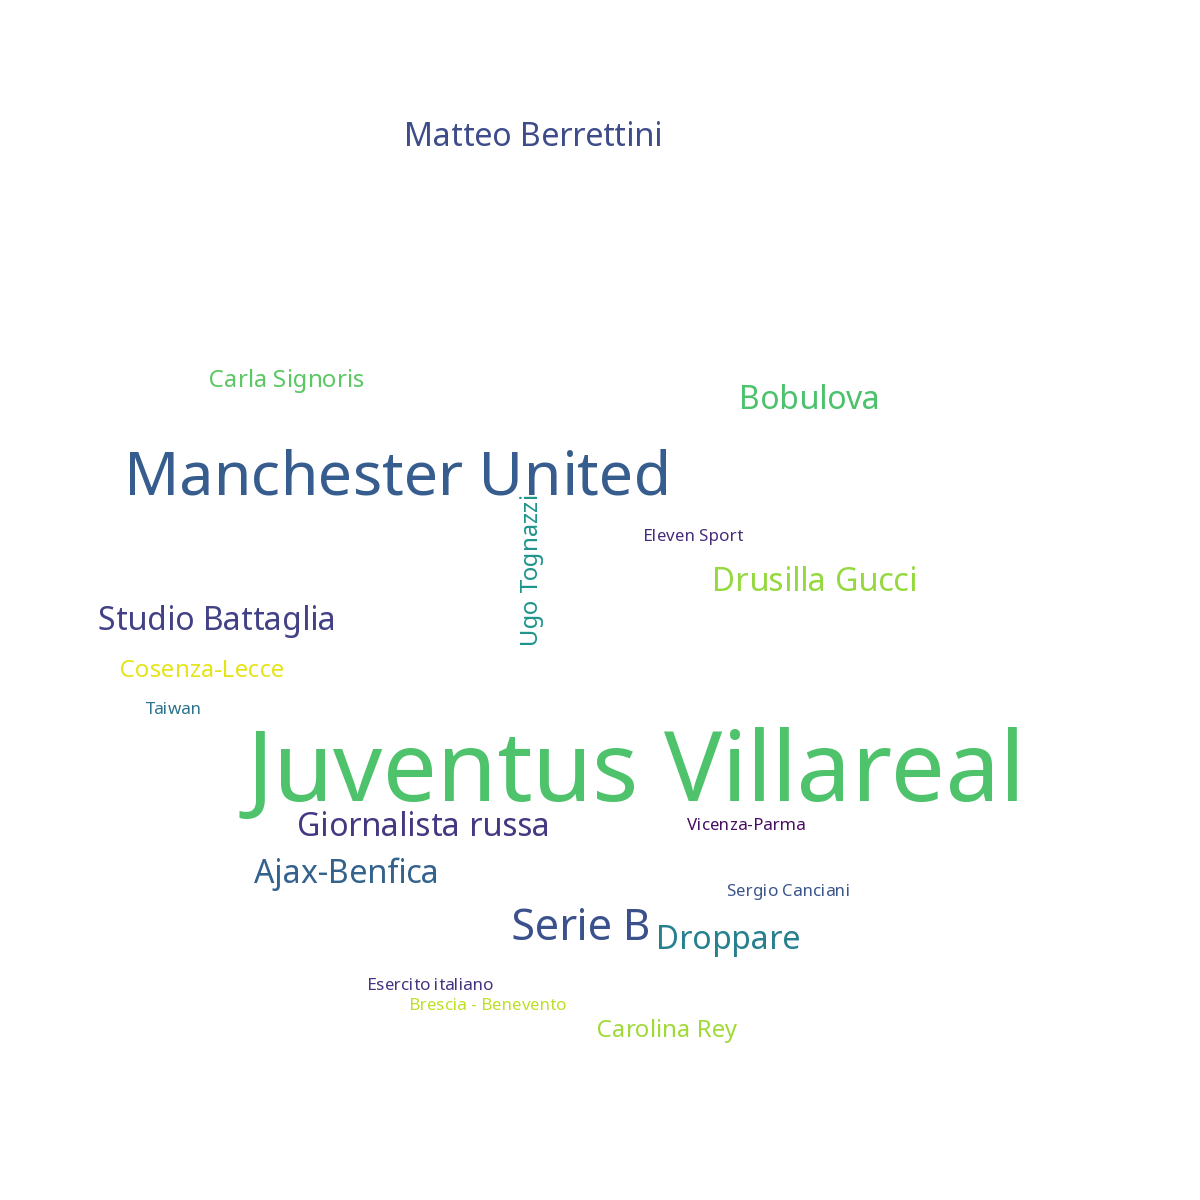 Matteo Berrettini
Carla Signoris
Bobulova
Manchester United
Ugo Tognazzi
Eleven Sport
Drusilla Gucci
Studio Battaglia
Cosenza-Lecce
Taiwan
Juventus Villareal
Giornalista russa
Vicenza-Parma
Ajax-Benfica
Sergio Canciani
Serie B
Droppare
Esercito italiano
Brescia - Benevento
Carolina Rey